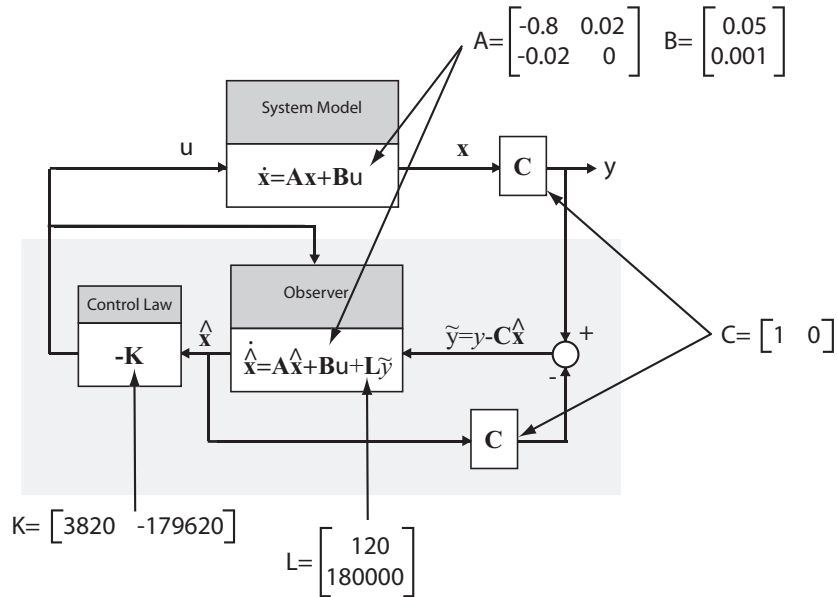 A= [-0.8 0.02
-0.02 0]
B= [0.05
0.001]
System Model
u
ẋ=Ax+Bu
x
C
y
Control Law
-K
x̂
Observer
x̂̇=Ax̂+Bu+Lỹ
ỹ=y-Cx̂
+
-
C= [1 0]
C
K= [3820 -179620]
L= [120
180000]